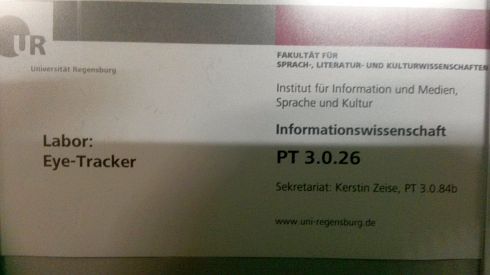 UR
Universität Regensburg
FAKULTÄT FÜR
SPRACH-, LITERATUR- UND KULTURWISSENSCHAFTEN
Institut für Information und Medien,
Sprache und Kultur
Informationswissenschaft
Labor:
Eye-Tracker
PT 3.0.26
Sekretariat: Kerstin Zeise, PT 3.0.84b
www.uni-regensburg.de